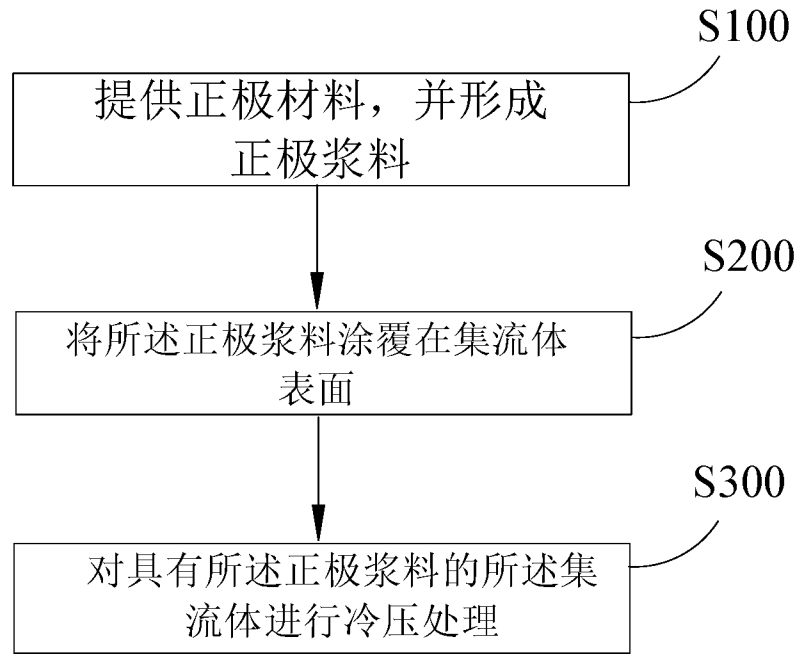 S100
提供正极材料，并形成
正极浆料
S200
将所述正极浆料涂覆在集流体
表面
S300
对具有所述正极浆料的所述集
流体进行冷压处理